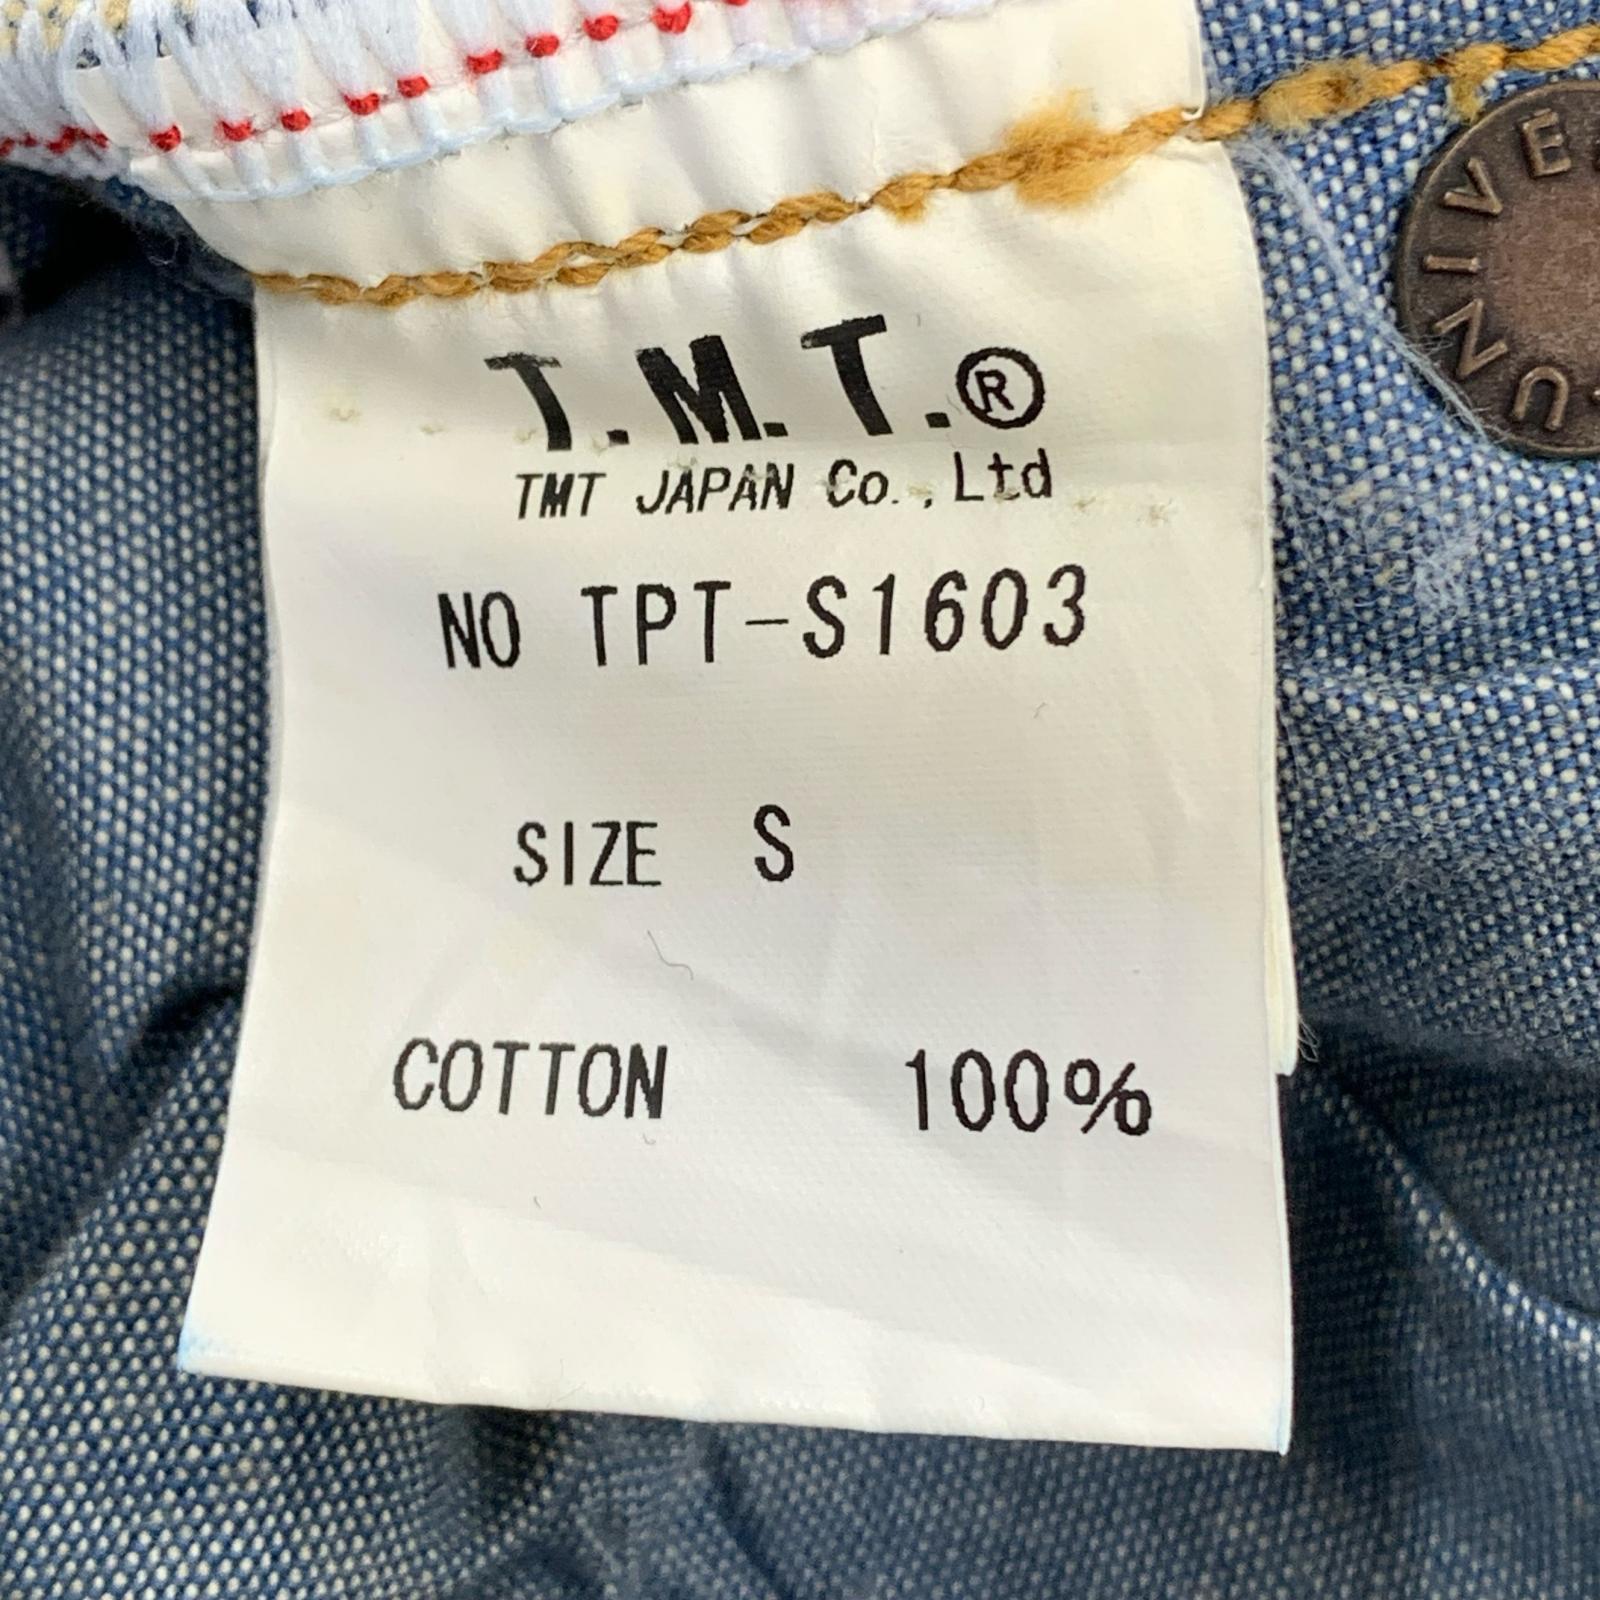 T.M.T.®
TMT JAPAN Co., Ltd
NO TPT-S1603
SIZE S
COTTON 100%